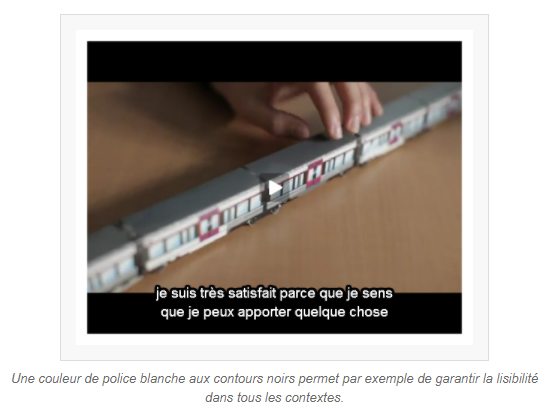 je suis très satisfait parce que je sens
que je peux apporter quelque chose
Une couleur de police blanche aux contours noirs permet par exemple de garantir la lisibilité
dans tous les contextes.